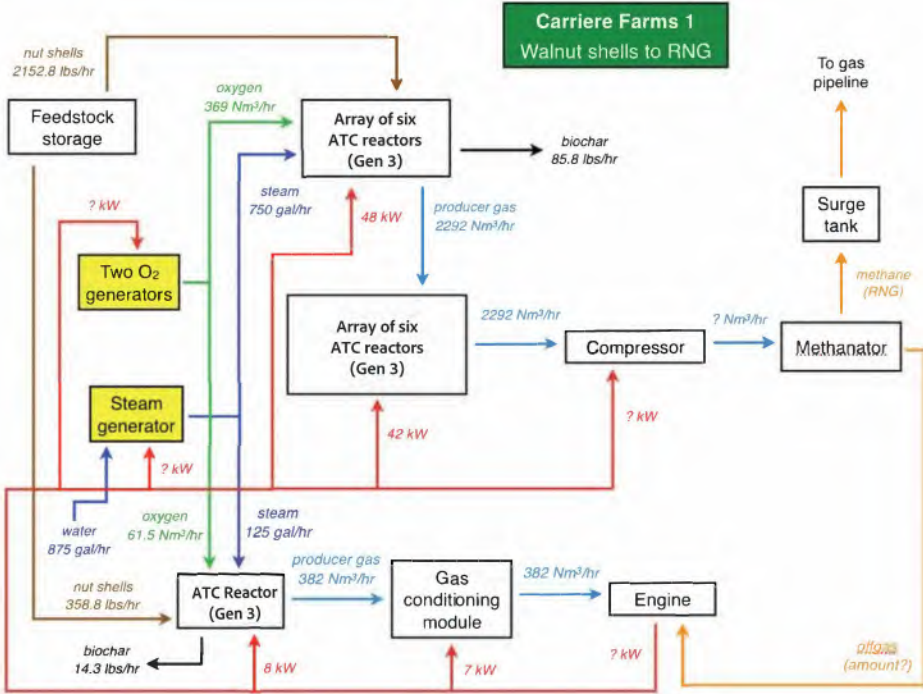 Carriere Farms 1
Walnut shells to RNG
nut shells
2152.8 lbs/hr
Feedstock
storage
oxygen
369 Nm³/hr
Array of six
ATC reactors
(Gen 3)
biochar
85.8 lbs/hr
To gas
pipeline
steam
750 gal/hr
? kW
48 kW
producer gas
2292 Nm³/hr
Surge
tank
Two O₂
generators
methane
(RNG)
Array of six
ATC reactors
(Gen 3)
2292 Nm³/hr
Compressor
? Nm³/hr
Methanator
Steam
generator
? kW
42 kW
? kW
water
875 gal/hr
oxygen
61.5 Nm³/hr
steam
125 gal/hr
nut shells
358.8 lbs/hr
ATC Reactor
(Gen 3)
producer gas
382 Nm³/hr
Gas
conditioning
module
382 Nm³/hr
Engine
biochar
14.3 lbs/hr
8 kW
7 kW
? kW
offgas
(amount?)